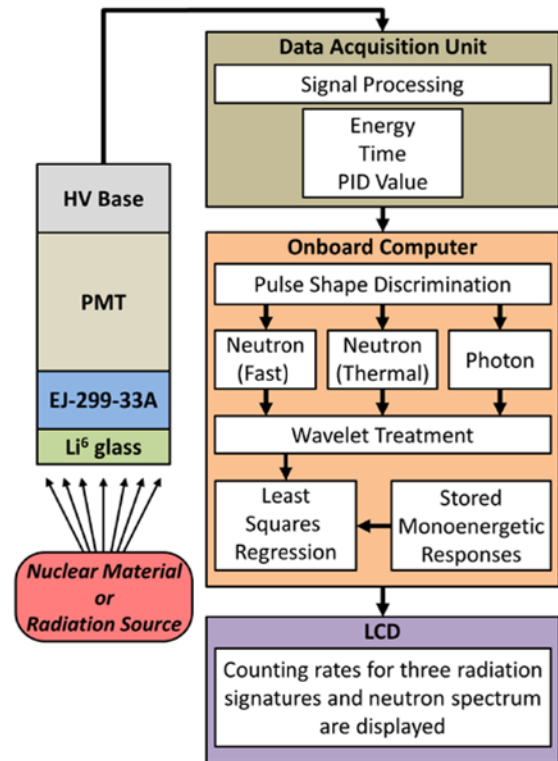 Data Acquisition Unit
Signal Processing
Energy
Time
PID Value
HV Base
PMT
EJ-299-33A
Li⁶ glass
Nuclear Material
or
Radiation Source
Onboard Computer
Pulse Shape Discrimination
Neutron
(Fast)
Neutron
(Thermal)
Photon
Wavelet Treatment
Least
Squares
Regression
Stored
Monoenergetic
Responses
LCD
Counting rates for three radiation
signatures and neutron spectrum
are displayed